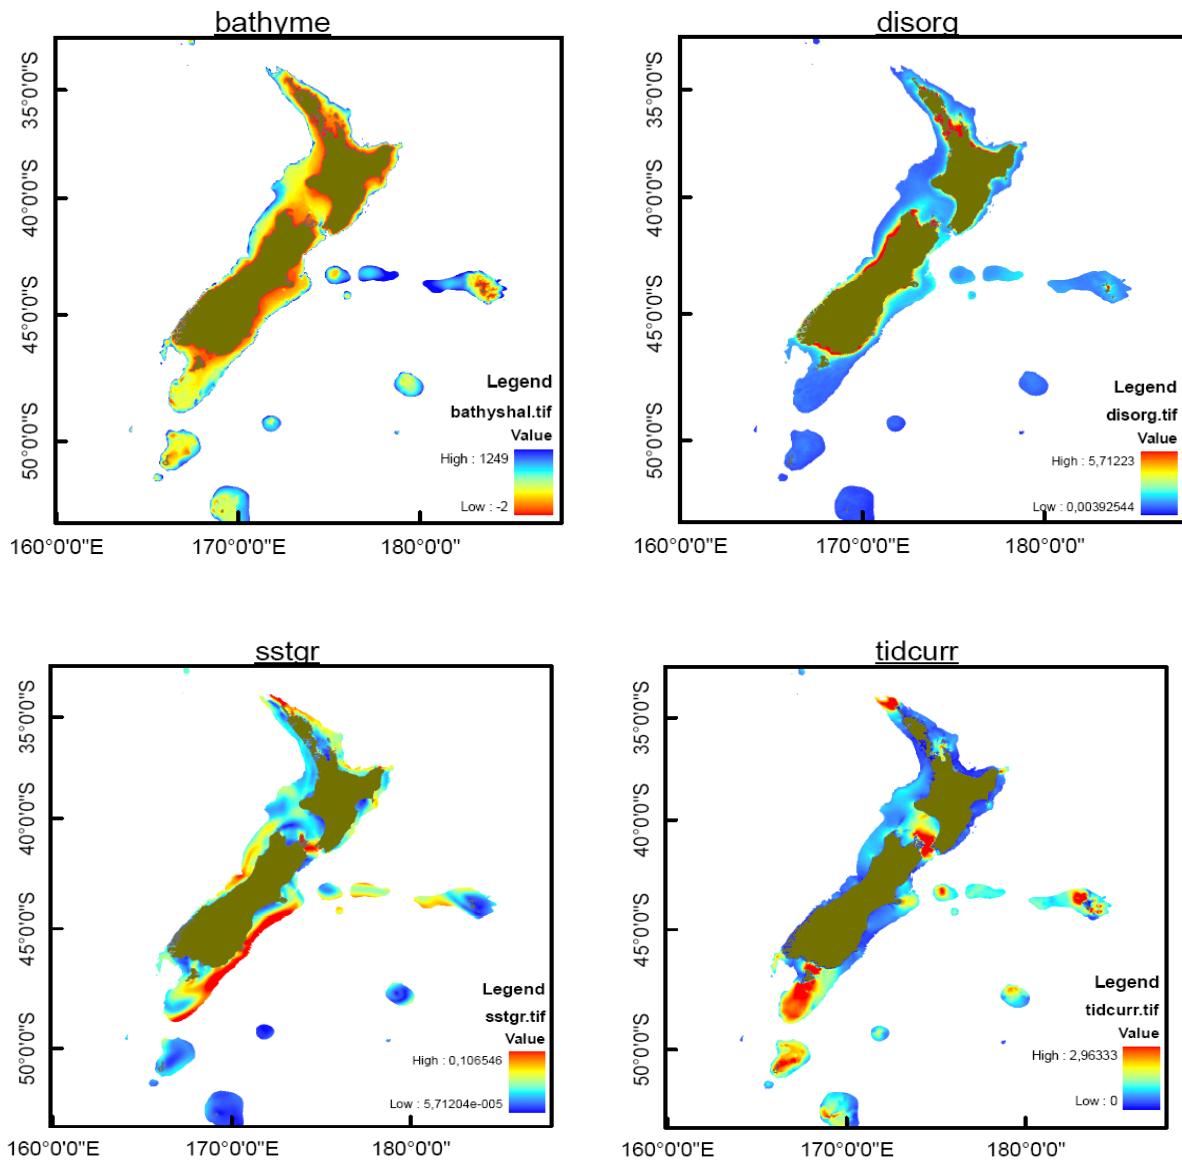 bathyme
35°0'0"S
40°0'0"S
45°0'0"S
50°0'0"S
160°0'0"E
170°0'0"E
180°0'0"
Legend
bathyshal.tif
Value
High : 1249
Low : -2
disorg
35°0'0"S
40°0'0"S
45°0'0"S
50°0'0"S
160°0'0"E
170°0'0"E
180°0'0"
Legend
disorg.tif
Value
High : 5,71223
Low : 0,00392544
sstgr
35°0'0"S
40°0'0"S
45°0'0"S
50°0'0"S
160°0'0"E
170°0'0"E
180°0'0"
Legend
sstgr.tif
Value
High : 0,106546
Low : 5,71204e-005
tidcurr
35°0'0"S
40°0'0"S
45°0'0"S
50°0'0"S
160°0'0"E
170°0'0"E
180°0'0"
Legend
tidcurr.tif
Value
High : 2,96333
Low : 0